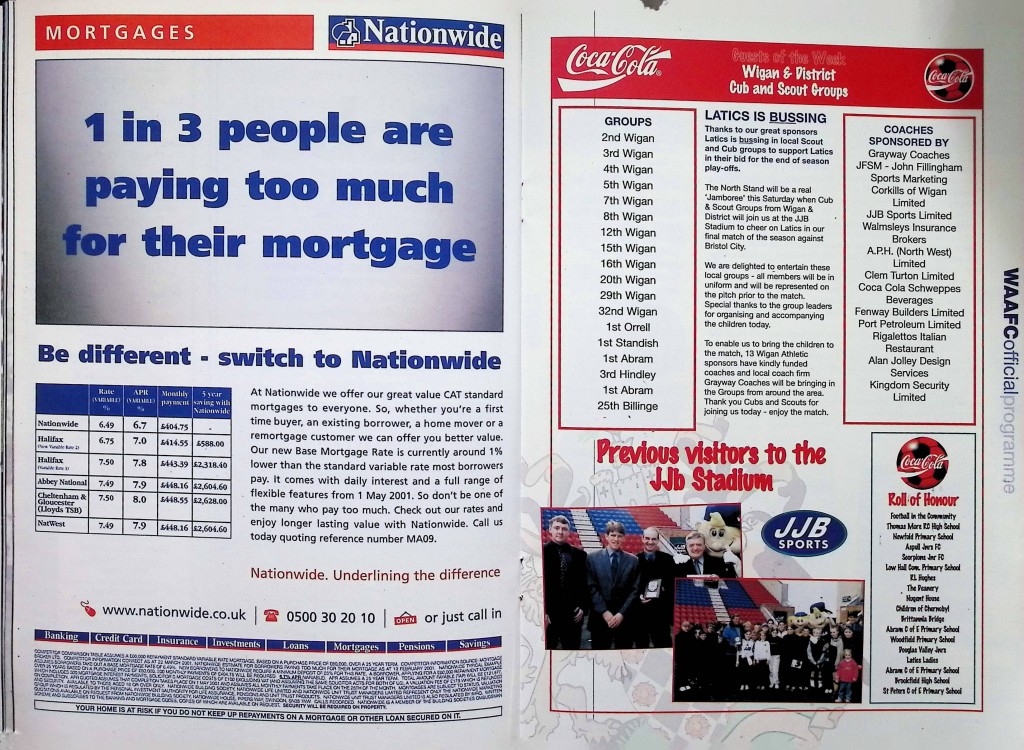 MORTGAGES
Nationwide
1 in 3 people are
paying too much
for their mortgage
Be different - switch to Nationwide
Rate (VARIABLE) % APR (VARIABLE) % Monthly payment 5 year saving with Nationwide
Nationwide 6.49 6.7 £404.75 -
Halifax 6.75 7.0 £414.55 £588.00
Halifax 7.50 7.8 £443.39 £2,318.40
Abbey National 7.49 7.9 £448.16 £2,604.60
Cheltenham & Gloucester (Lloyds TSB) 7.50 8.0 £448.55 £2,628.00
NatWest 7.49 7.9 £448.16 £2,604.60
At Nationwide we offer our great value CAT standard
mortgages to everyone. So, whether you're a first
time buyer, an existing borrower, a home mover or a
remortgage customer we can offer you better value.
Our new Base Mortgage Rate is currently around 1%
lower than the standard variable rate most borrowers
pay. It comes with daily interest and a full range of
flexible features from 1 May 2001. So don't be one of
the many who pay too much. Check out our rates and
enjoy longer lasting value with Nationwide. Call us
today quoting reference number MA09.
Nationwide. Underlining the difference
www.nationwide.co.uk 0500 30 20 10 OPEN or just call in
Banking Credit Card Insurance Investments Loans Mortgages Pensions Savings
YOUR HOME IS AT RISK IF YOU DO NOT KEEP UP REPAYMENTS ON A MORTGAGE OR OTHER LOAN SECURED ON IT.
Coca-Cola
Guests of the Week
Wigan & District
Cub and Scout Groups
Coca-Cola
GROUPS
2nd Wigan
3rd Wigan
4th Wigan
5th Wigan
7th Wigan
8th Wigan
12th Wigan
15th Wigan
16th Wigan
20th Wigan
29th Wigan
32nd Wigan
1st Orrell
1st Standish
1st Abram
3rd Hindley
1st Abram
25th Billinge
LATICS IS BUSSING
Thanks to our great sponsors
Latics is bussing in local Scout
and Cub groups to support Latics
in their bid for the end of season
play-offs.
The North Stand will be a real
"Jamboree" this Saturday when Cub
& Scout Groups from Wigan &
District will join us at the JJB
Stadium to cheer on Latics in our
final match of the season against
Bristol City.
We are delighted to entertain these
local groups - all members will be in
uniform and will be represented on
the pitch prior to the match.
Special thanks to the group leaders
for organising and accompanying
the children today.
To enable us to bring the children to
the match, 13 Wigan Athletic
sponsors have kindly funded
coaches and local coach firm
Grayway Coaches will be bringing in
the Groups from around the area.
Thank you Cubs and Scouts for
joining us today - enjoy the match.
COACHES
SPONSORED BY
Grayway Coaches
JFSM - John Fillingham
Sports Marketing
Corkills of Wigan
Limited
JJB Sports Limited
Walmsleys Insurance
Brokers
A.P.H. (North West)
Limited
Clem Turton Limited
Coca Cola Schweppes
Beverages
Fenway Builders Limited
Port Petroleum Limited
Rigalettos Italian
Restaurant
Alan Jolley Design
Services
Kingdom Security
Limited
WAAFCofficialprogramme
Previous visitors to the
JJb Stadium
JJB
SPORTS
Coca-Cola
Roll of Honour
Football in the Community
Thomas More RC High School
Newfold Primary School
Aspull Jnrs FC
Scorpions Jnr FC
Low Hall Com. Primary School
RL Hughes
The Deanery
Nugent House
Children of Chernobyl
Brittannia Bridge
Abram C of E Primary School
Woodfield Primary School
Douglas Valley Jnrs
Latics Ladies
Abram C of E Primary School
Brookfield High School
St Peters C of E Primary School